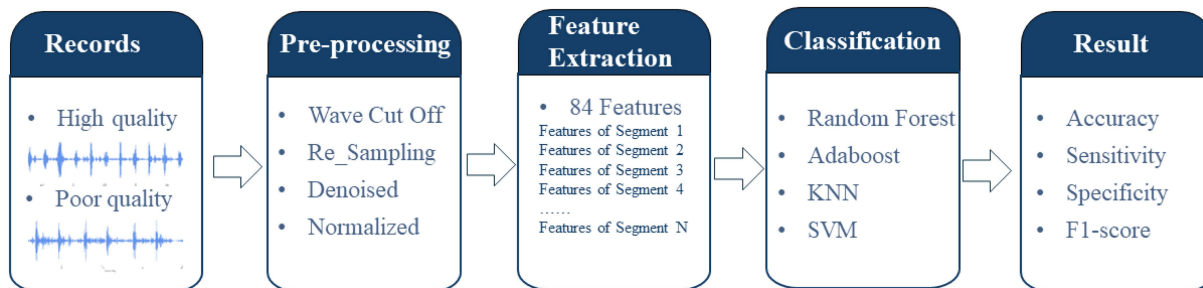 Records
• High quality
• Poor quality
Pre-processing
• Wave Cut Off
• Re_Sampling
• Denoised
• Normalized
Feature
Extraction
• 84 Features
Features of Segment 1
Features of Segment 2
Features of Segment 3
Features of Segment 4
......
Features of Segment N
Classification
• Random Forest
• Adaboost
• KNN
• SVM
Result
• Accuracy
• Sensitivity
• Specificity
• F1-score